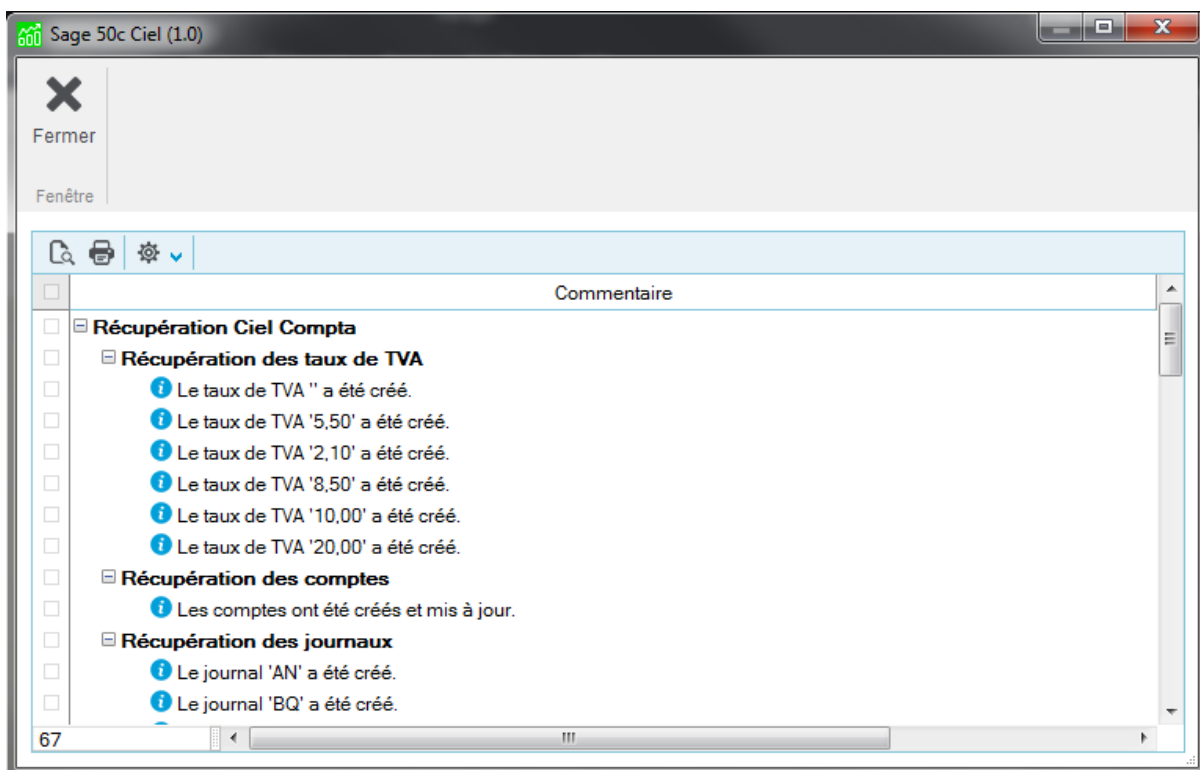 Sage 50c Ciel (1.0)
Fermer
Fenêtre
Commentaire
Récupération Ciel Compta
Récupération des taux de TVA
Le taux de TVA '' a été créé.
Le taux de TVA '5,50' a été créé.
Le taux de TVA '2,10' a été créé.
Le taux de TVA '8,50' a été créé.
Le taux de TVA '10,00' a été créé.
Le taux de TVA '20,00' a été créé.
Récupération des comptes
Les comptes ont été créés et mis à jour.
Récupération des journaux
Le journal 'AN' a été créé.
Le journal 'BQ' a été créé.
67